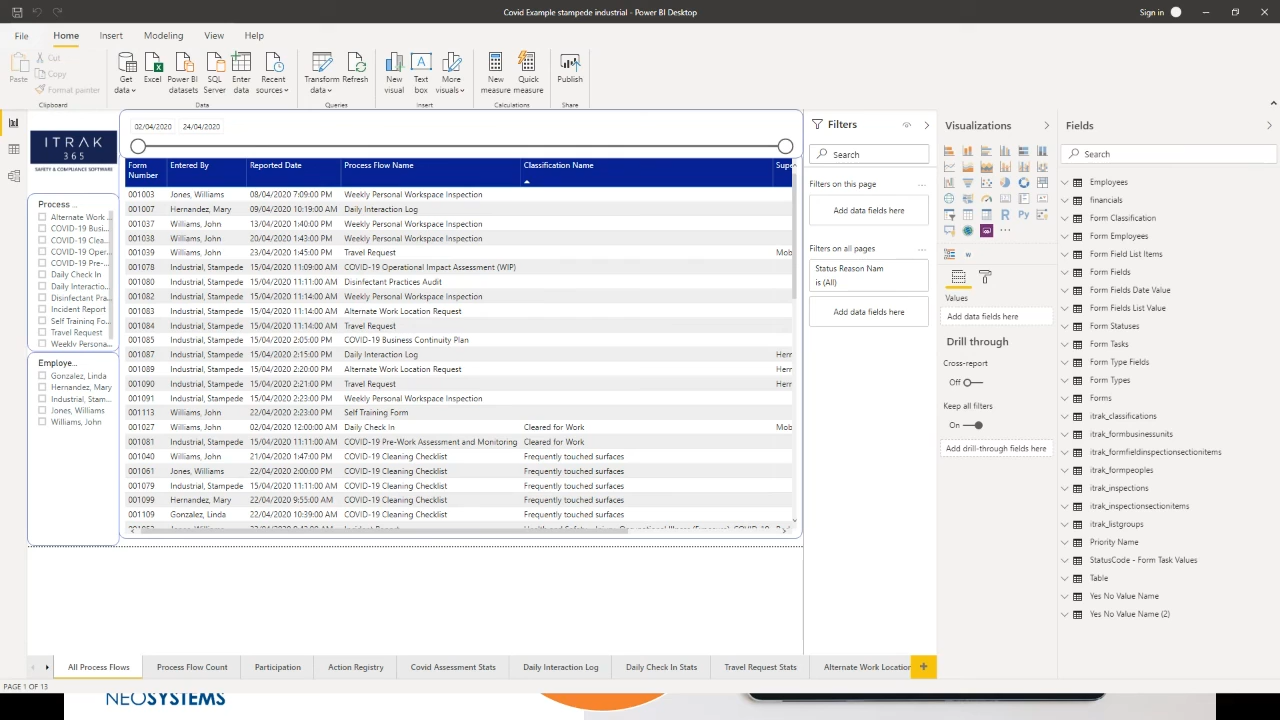 Covid Example stampede industrial - Power BI Desktop
Sign in
File Home Insert Modeling View Help
Paste
Cut
Copy
Format painter
Get data
Excel
Power BI datasets
SQL Server
Enter data
Recent sources
Transform data
Refresh
New visual
Text box
More visuals
New measure
Quick measure
Publish
Clipboard Data Queries Insert Calculations Share
ITRAK
365
SAFETY & COMPLIANCE SOFTWARE
Process ...
Alternate Work ...
COVID-19 Busi...
COVID-19 Clea...
COVID-19 Oper...
COVID-19 Pre-...
Daily Check In
Daily Interactio...
Disinfectant Pra...
Incident Report
Self Training Fo...
Travel Request
Weekly Persona...
Employe...
Gonzalez, Linda
Hernandez, Mary
Industrial, Stam...
Jones, Williams
Williams, John
02/04/2020 24/04/2020
Form Number Entered By Reported Date Process Flow Name Classification Name Supe
001003 Jones, Williams 08/04/2020 7:09:00 PM Weekly Personal Workspace Inspection
001007 Hernandez, Mary 09/04/2020 10:19:00 AM Daily Interaction Log
001037 Williams, John 13/04/2020 1:40:00 PM Weekly Personal Workspace Inspection
001038 Williams, John 20/04/2020 1:43:00 PM Weekly Personal Workspace Inspection
001039 Williams, John 23/04/2020 1:45:00 PM Travel Request Mob
001078 Industrial, Stampede 15/04/2020 11:09:00 AM COVID-19 Operational Impact Assessment (WIP)
001080 Industrial, Stampede 15/04/2020 11:11:00 AM Disinfectant Practices Audit
001082 Industrial, Stampede 15/04/2020 11:11:00 AM Weekly Personal Workspace Inspection
001083 Industrial, Stampede 15/04/2020 11:14:00 AM Alternate Work Location Request
001084 Industrial, Stampede 15/04/2020 11:14:00 AM Travel Request
001085 Industrial, Stampede 15/04/2020 2:05:00 PM COVID-19 Business Continuity Plan
001087 Industrial, Stampede 15/04/2020 2:15:00 PM Daily Interaction Log Herr
001089 Industrial, Stampede 15/04/2020 2:20:00 PM Alternate Work Location Request Herr
001090 Industrial, Stampede 15/04/2020 2:21:00 PM Travel Request Herr
001091 Industrial, Stampede 15/04/2020 2:23:00 PM Weekly Personal Workspace Inspection
001113 Williams, John 22/04/2020 2:23:00 PM Self Training Form
001027 Williams, John 02/04/2020 12:00:00 AM Daily Check In Cleared for Work Mob
001081 Industrial, Stampede 15/04/2020 11:11:00 AM COVID-19 Pre-Work Assessment and Monitoring Cleared for Work
001040 Williams, John 21/04/2020 1:47:00 PM COVID-19 Cleaning Checklist Frequently touched surfaces
001061 Jones, Williams 22/04/2020 2:00:00 PM COVID-19 Cleaning Checklist Frequently touched surfaces
001079 Industrial, Stampede 15/04/2020 11:11:00 AM COVID-19 Cleaning Checklist Frequently touched surfaces
001099 Hernandez, Mary 22/04/2020 9:55:00 AM COVID-19 Cleaning Checklist Frequently touched surfaces
001109 Gonzalez, Linda 22/04/2020 10:39:00 AM COVID-19 Cleaning Checklist Frequently touched surfaces
Filters
Search
Filters on this page ...
Add data fields here
Filters on all pages ...
Status Reason Nam
is (All)
Add data fields here
Visualizations
R Py
...
w
Values
Add data fields here
Drill through
Cross-report
Off
Keep all filters
On
Add drill-through fields here
Fields
Search
Employees
financials
Form Classification
Form Employees
Form Field List Items
Form Fields
Form Fields Date Value
Form Fields List Value
Form Statuses
Form Tasks
Form Type Fields
Form Types
Forms
itrak_classifications
itrak_formbusinessunits
itrak_formfieldinspectionsectionitems
itrak_formpeoples
itrak_inspections
itrak_inspectionsectionitems
itrak_listgroups
Priority Name
StatusCode - Form Task Values
Table
Yes No Value Name
Yes No Value Name (2)
All Process Flows Process Flow Count Participation Action Registry Covid Assessment Stats Daily Interaction Log Daily Check In Stats Travel Request Stats Alternate Work Location
PAGE 1 OF 13
NEOSYSTEMS